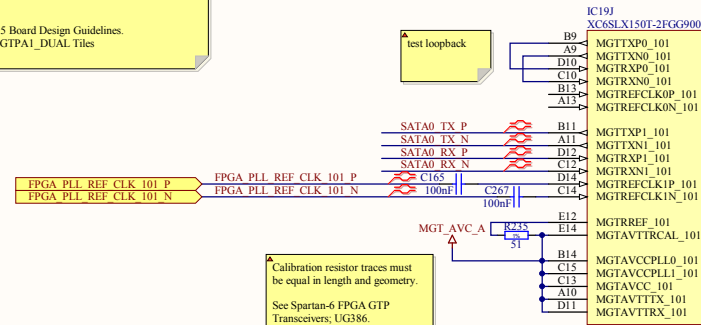 IC19J
XC6SLX150T-2FGG900
5 Board Design Guidelines.
GTPA1_DUAL Tiles
test loopback
B9 MGTTXP0_101
A9 MGTTXN0_101
D10 MGTRXP0_101
C10 MGTRXN0_101
B13 MGTREFCLK0P_101
A13 MGTREFCLK0N_101
SATA0_TX_P B11 MGTTXP1_101
SATA0_TX_N A11 MGTTXN1_101
SATA0_RX_P D12 MGTRXP1_101
SATA0_RX_N C12 MGTRXN1_101
FPGA_PLL_REF_CLK_101_P FPGA_PLL_REF_CLK_101_P C165 D14 MGTREFCLK1P_101
FPGA_PLL_REF_CLK_101_N FPGA_PLL_REF_CLK_101_N 100nF C267 C14 MGTREFCLK1N_101
100nF
E12 MGTRREF_101
MGT_AVC_A R235 E14 MGTAVTTRCAL_101
1%
51
B14 MGTAVCCPLL0_101
C15 MGTAVCCPLL1_101
C13 MGTAVCC_101
A10 MGTAVTTTX_101
D11 MGTAVTTRX_101
Calibration resistor traces must
be equal in length and geometry.
See Spartan-6 FPGA GTP
Transceivers; UG386.